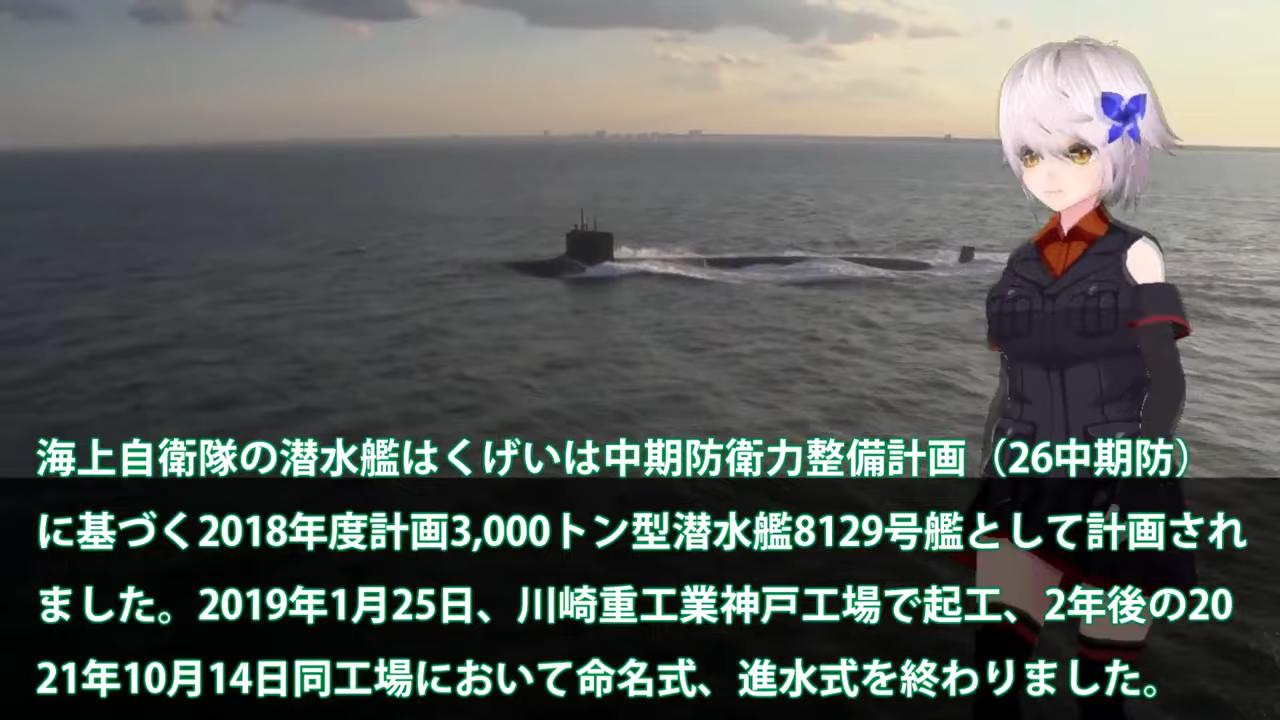 海上自衛隊の潜水艦はくげいは中期防衛力整備計画（26中期防）
に基づく2018年度計画3,000トン型潜水艦8129号艦として計画され
ました。2019年1月25日、川崎重工業神戸工場で起工、2年後の20
21年10月14日同工場において命名式、進水式を終わりました。